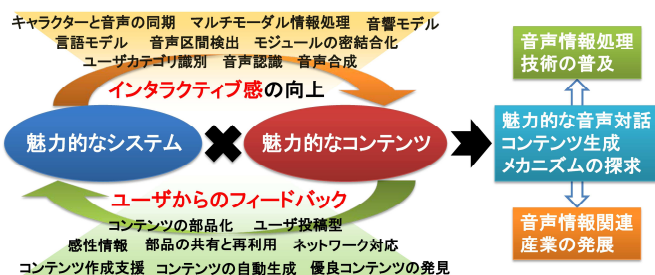 キャラクターと音声の同期 マルチモーダル情報処理 音響モデル
言語モデル 音声区間検出 モジュールの密結合化
ユーザカテゴリ識別 音声認識 音声合成
インタラクティブ感の向上
魅力的なシステム
魅力的なコンテンツ
ユーザからのフィードバック
コンテンツの部品化 ユーザ投稿型
感性情報 部品の共有と再利用 ネットワーク対応
コンテンツ作成支援 コンテンツの自動生成 優良コンテンツの発見
音声情報処理
技術の普及
魅力的な音声対話
コンテンツ生成
メカニズムの探求
音声情報関連
産業の発展